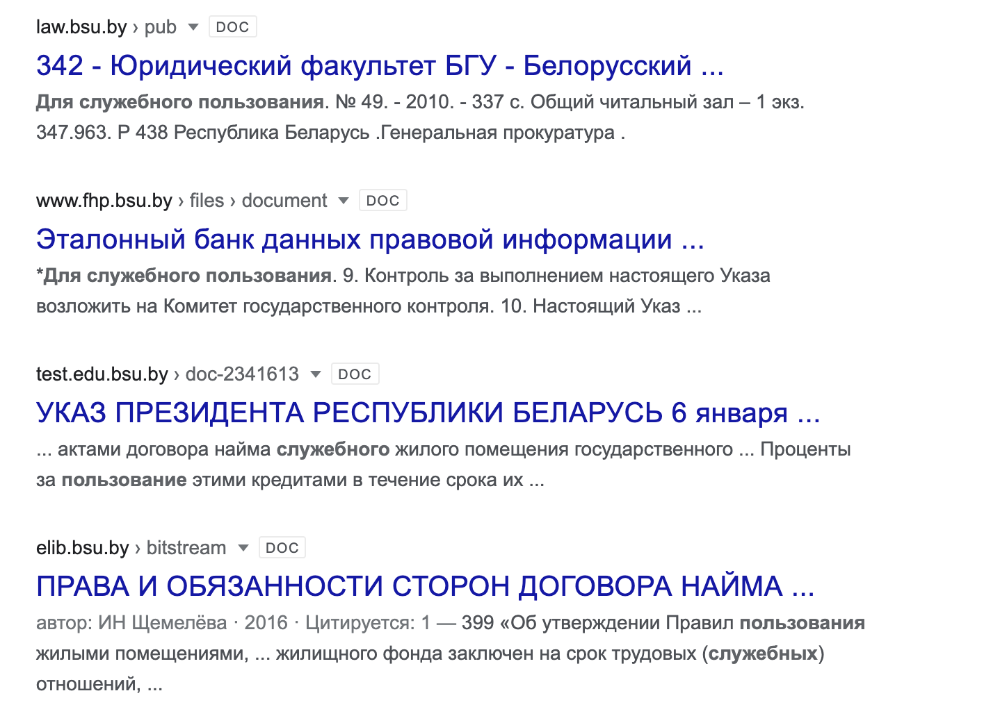 law.bsu.by › pub DOC
342 - Юридический факультет БГУ - Белорусский ...
Для служебного пользования. № 49. - 2010. - 337 с. Общий читальный зал – 1 экз.
347.963. Р 438 Республика Беларусь .Генеральная прокуратура .
www.fhp.bsu.by › files › document DOC
Эталонный банк данных правовой информации ...
*Для служебного пользования. 9. Контроль за выполнением настоящего Указа
возложить на Комитет государственного контроля. 10. Настоящий Указ ...
test.edu.bsu.by › doc-2341613 DOC
УКАЗ ПРЕЗИДЕНТА РЕСПУБЛИКИ БЕЛАРУСЬ 6 января ...
... актами договора найма служебного жилого помещения государственного ... Проценты
за пользование этими кредитами в течение срока их ...
elib.bsu.by › bitstream DOC
ПРАВА И ОБЯЗАННОСТИ СТОРОН ДОГОВОРА НАЙМА ...
автор: ИН Щемелёва · 2016 · Цитируется: 1 — 399 «Об утверждении Правил пользования
жилыми помещениями, ... жилищного фонда заключен на срок трудовых (служебных)
отношений, ...